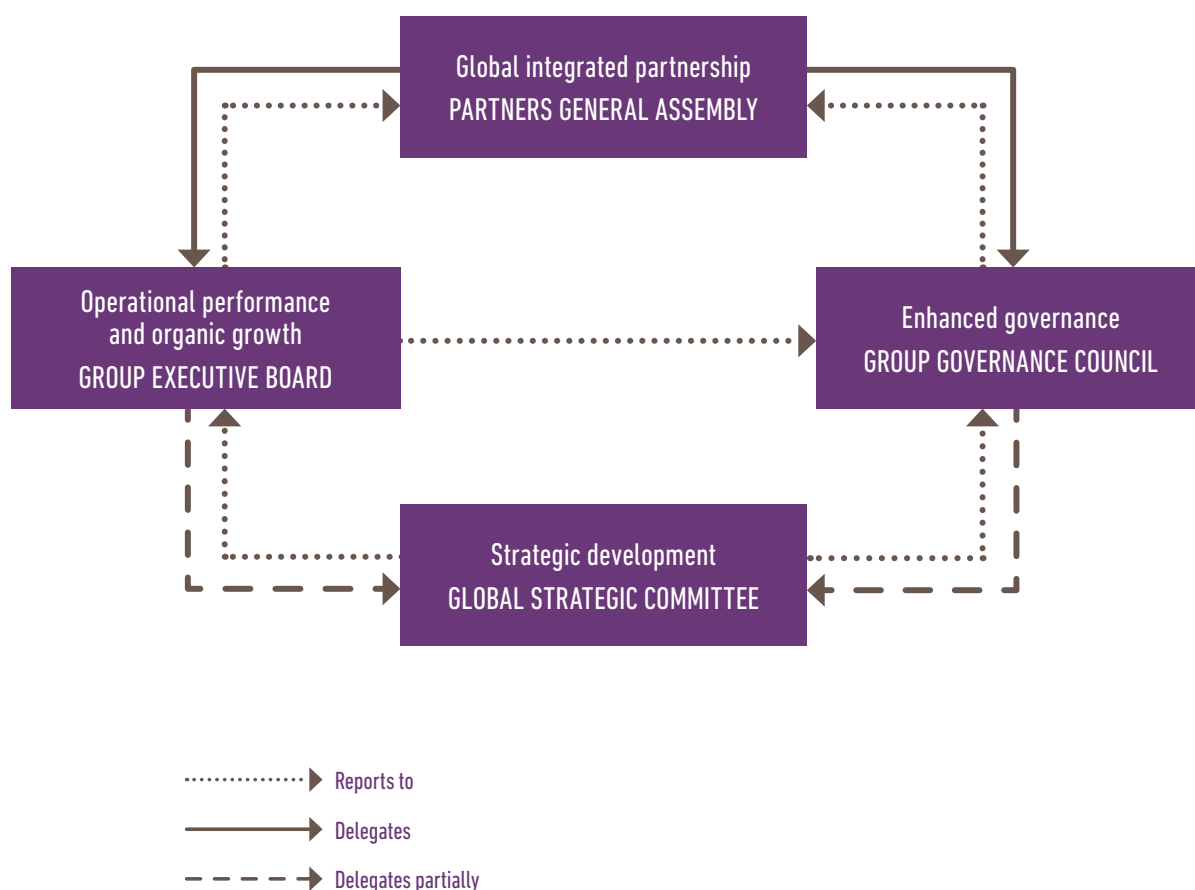 Global integrated partnership
PARTNERS GENERAL ASSEMBLY
Operational performance
and organic growth
GROUP EXECUTIVE BOARD
Enhanced governance
GROUP GOVERNANCE COUNCIL
Strategic development
GLOBAL STRATEGIC COMMITTEE
Reports to
Delegates
Delegates partially